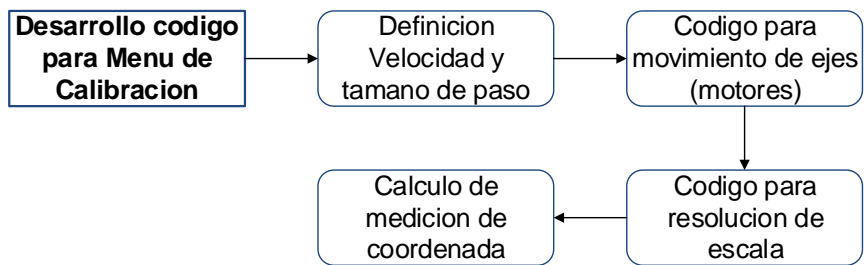 Desarrollo codigo
para Menu de
Calibracion
Definicion
Velocidad y
tamano de paso
Codigo para
movimiento de ejes
(motores)
Codigo para
resolucion de
escala
Calculo de
medicion de
coordenada